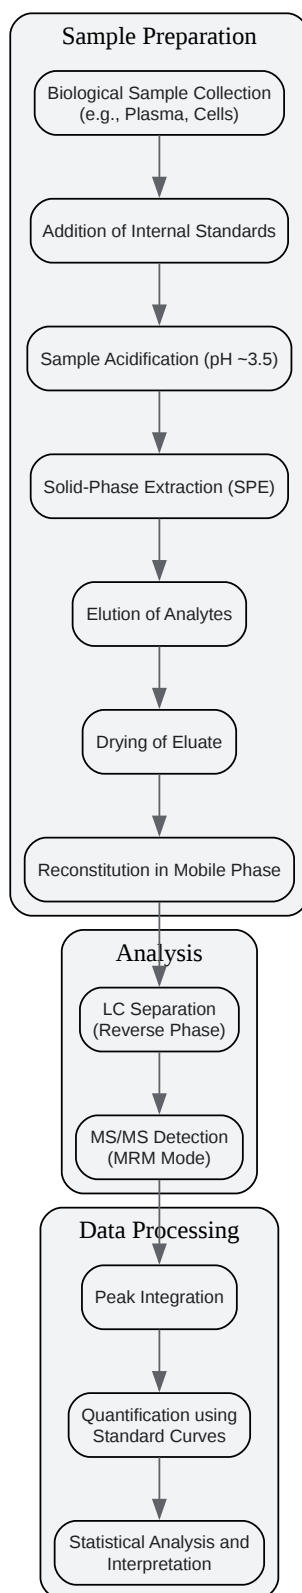 Sample Preparation
Biological Sample Collection
(e.g., Plasma, Cells)
Addition of Internal Standards
Sample Acidification (pH ~3.5)
Solid-Phase Extraction (SPE)
Elution of Analytes
Drying of Eluate
Reconstitution in Mobile Phase
Analysis
LC Separation
(Reverse Phase)
MS/MS Detection
(MRM Mode)
Data Processing
Peak Integration
Quantification using
Standard Curves
Statistical Analysis and
Interpretation